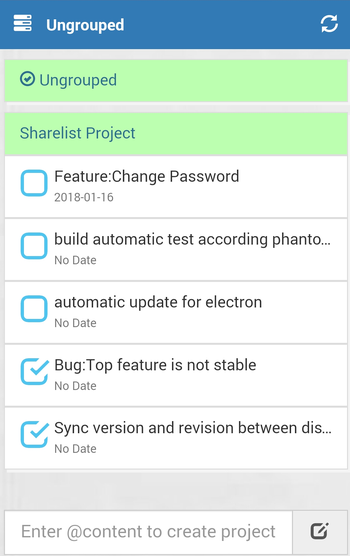 Ungrouped
Ungrouped
Sharelist Project
Feature:Change Password
2018-01-16
build automatic test according phanto...
No Date
automatic update for electron
No Date
Bug:Top feature is not stable
No Date
Sync version and revision between dis...
No Date
Enter @content to create project